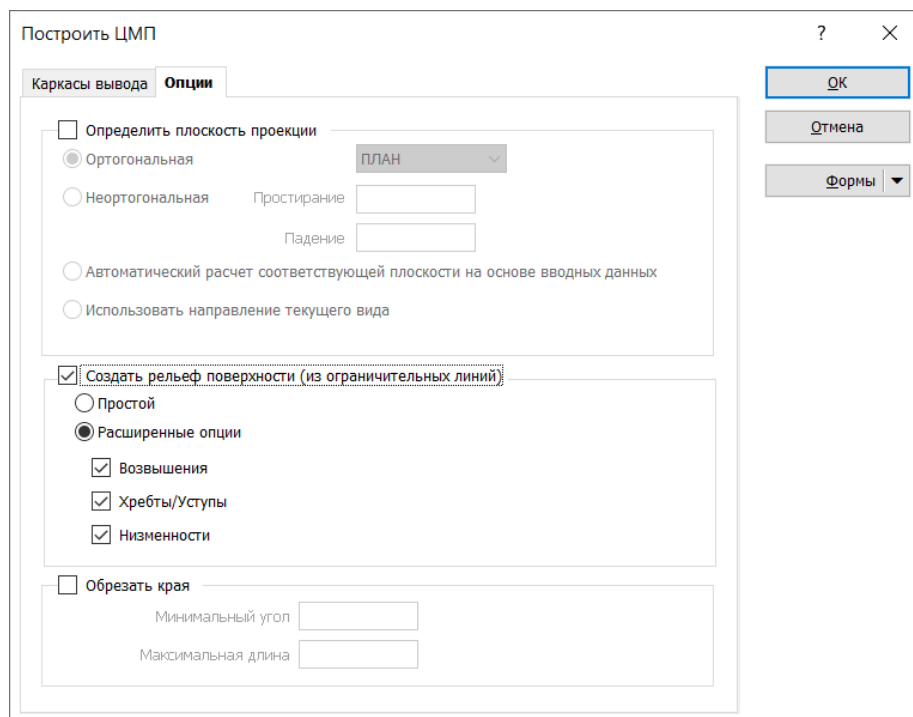 Построить ЦМП
?
Каркасы вывода Опции
ОК
Отмена
Формы
Определить плоскость проекции
Ортогональная ПЛАН
Неортогональная Простирание
Падение
Автоматический расчет соответствующей плоскости на основе вводных данных
Использовать направление текущего вида
Создать рельеф поверхности (из ограничительных линий)
Простой
Расширенные опции
Возвышения
Хребты/Уступы
Низменности
Обрезать края
Минимальный угол
Максимальная длина